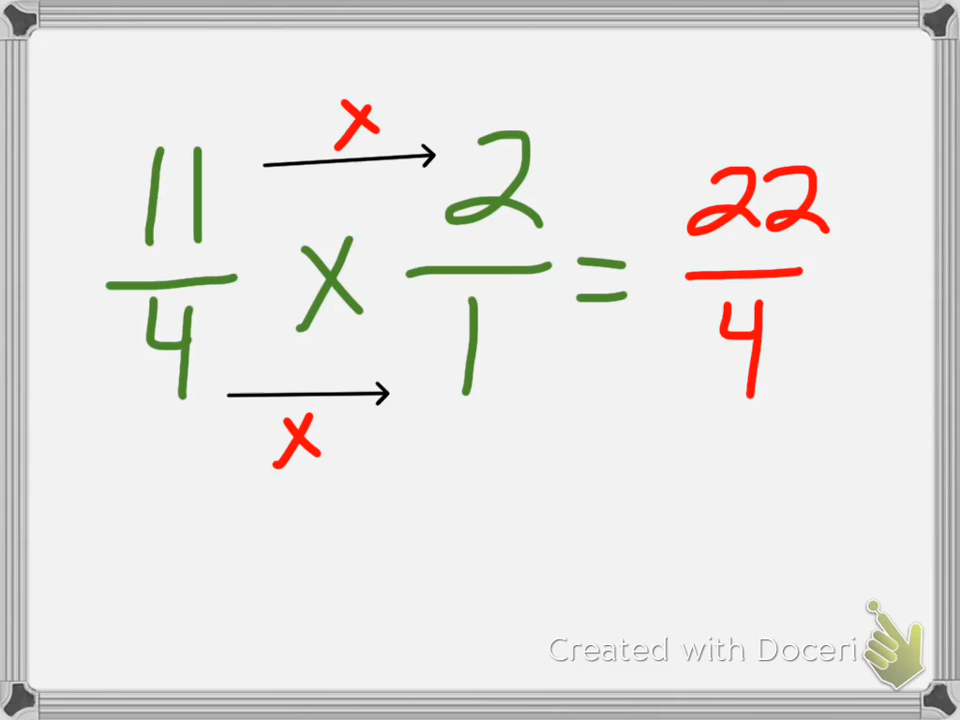 x
11/4 x 2/1 = 22/4
x
Created with Doceri